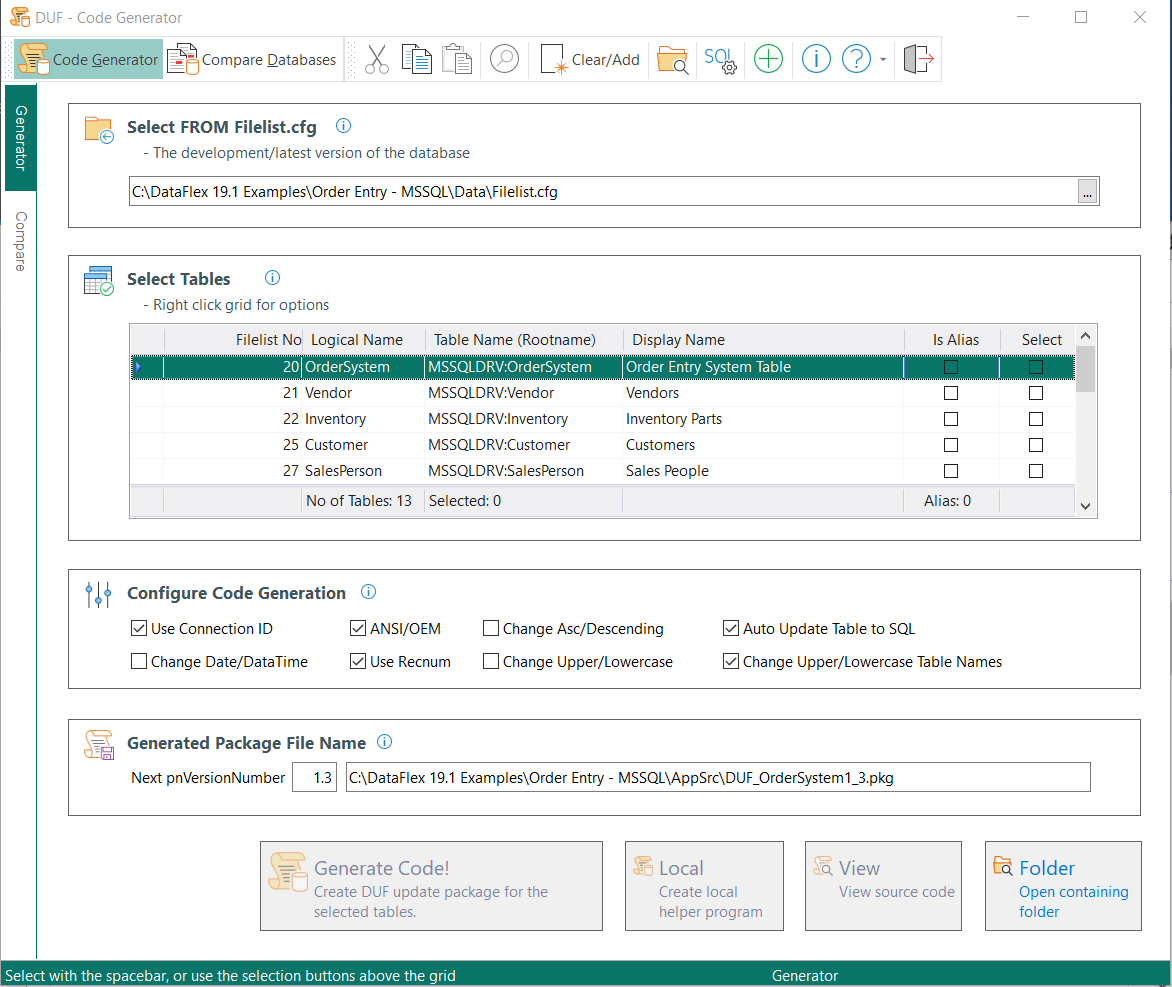 DUF - Code Generator
Code Generator Compare Databases Clear/Add SQL
Generator
Compare
Select FROM Filelist.cfg
- The development/latest version of the database
C:\DataFlex 19.1 Examples\Order Entry - MSSQL\Data\Filelist.cfg ...
Select Tables
- Right click grid for options
Filelist No Logical Name Table Name (Rootname) Display Name Is Alias Select
20 OrderSystem MSSQLDRV:OrderSystem Order Entry System Table
21 Vendor MSSQLDRV:Vendor Vendors
22 Inventory MSSQLDRV:Inventory Inventory Parts
25 Customer MSSQLDRV:Customer Customers
27 SalesPerson MSSQLDRV:SalesPerson Sales People
No of Tables: 13 Selected: 0 Alias: 0
Configure Code Generation
Use Connection ID ANSI/OEM Change Asc/Descending Auto Update Table to SQL
Change Date/DataTime Use Recnum Change Upper/Lowercase Change Upper/Lowercase Table Names
Generated Package File Name
Next pnVersionNumber 1.3 C:\DataFlex 19.1 Examples\Order Entry - MSSQL\AppSrc\DUF_OrderSystem1_3.pkg
Generate Code!
Create DUF update package for the
selected tables.
Local
Create local
helper program
View
View source code
Folder
Open containing
folder
Select with the spacebar, or use the selection buttons above the grid Generator